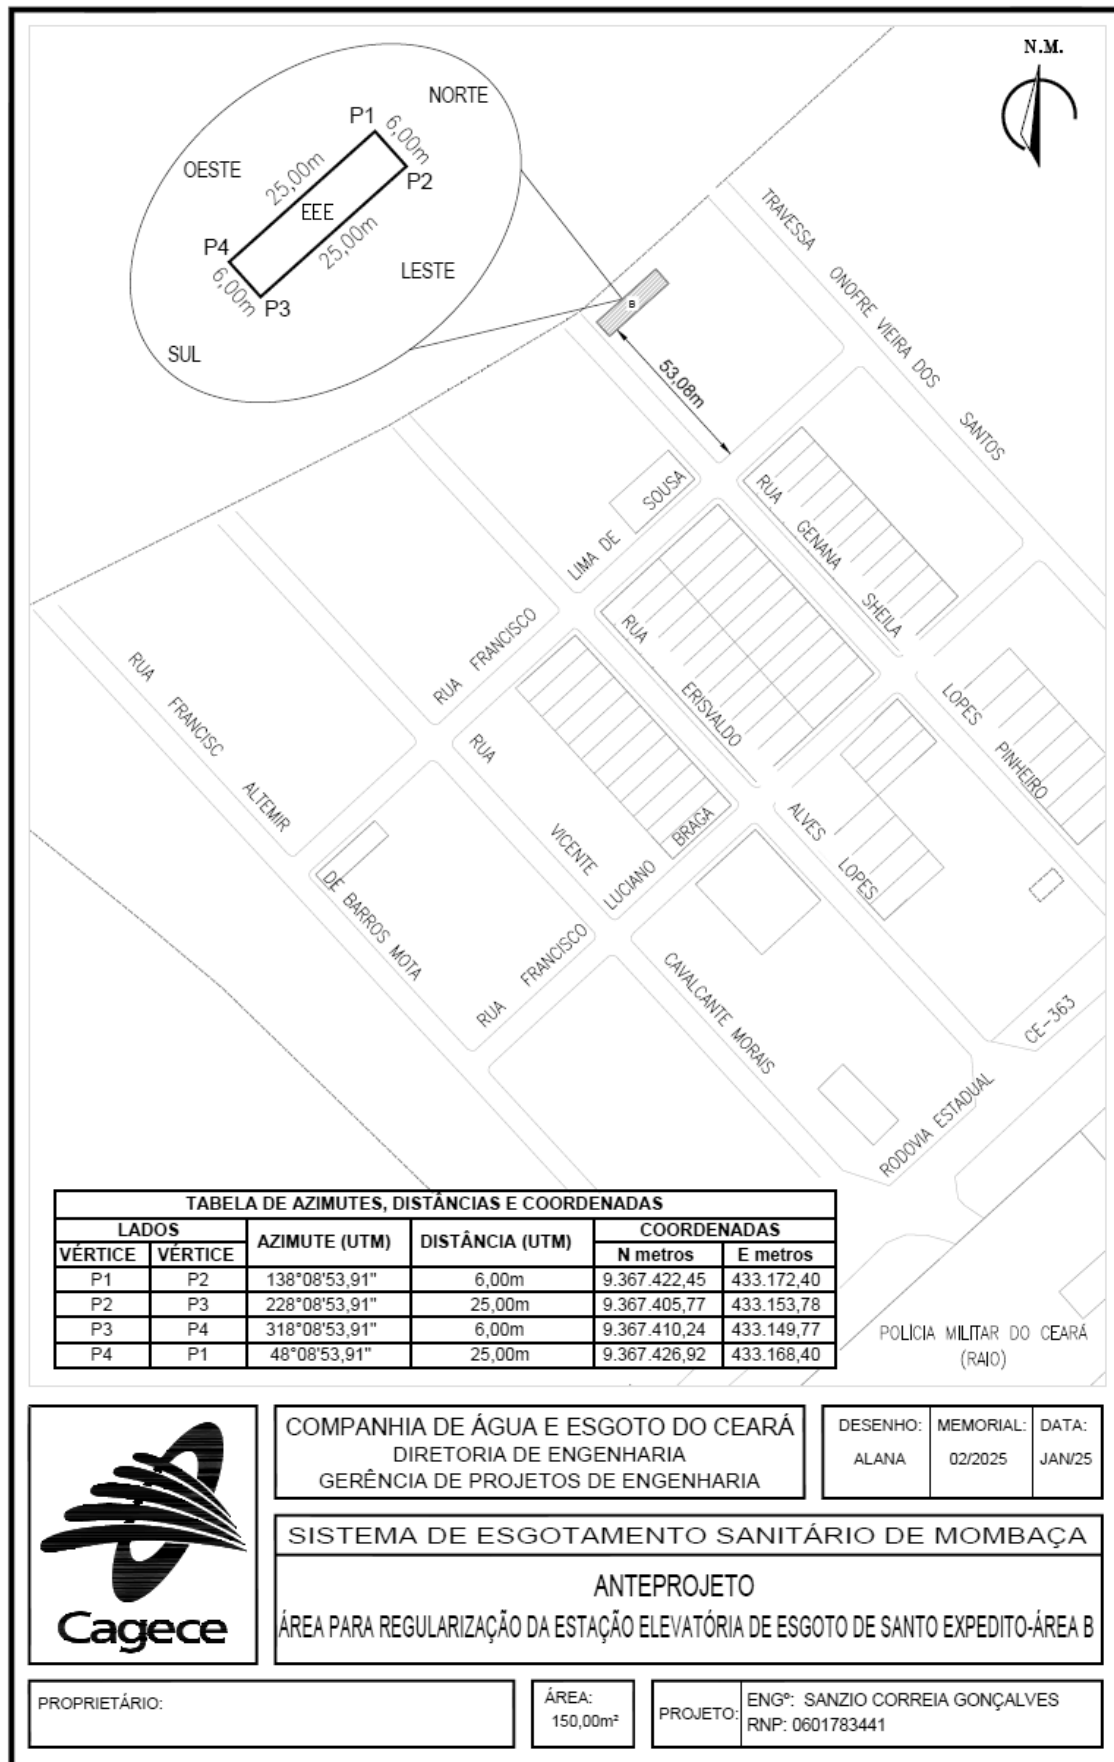 N.M.
NORTE
P1
6,00m
OESTE
25,00m
P2
EEE
25,00m
P4
LESTE
6,00m
P3
SUL
B
53,08m
TRAVESSA ONOFRE VIEIRA DOS SANTOS
RUA FRANCISCO LIMA DE SOUSA
RUA GENANA SHEILA LOPES PINHEIRO
RUA ERISVALDO ALVES LOPES
RUA VICENTE CAVALCANTE MORAIS
RUA FRANCISC ALTEMIR DE BARROS MOTA
RUA FRANCISCO LUCIANO BRAGA
RODOVIA ESTADUAL CE-363
POLÍCIA MILITAR DO CEARÁ
(RAIO)
TABELA DE AZIMUTES, DISTÂNCIAS E COORDENADAS
LADOS AZIMUTE (UTM) DISTÂNCIA (UTM) COORDENADAS
VÉRTICE VÉRTICE N metros E metros
P1 P2 138°08'53,91" 6,00m 9.367.422,45 433.172,40
P2 P3 228°08'53,91" 25,00m 9.367.405,77 433.153,78
P3 P4 318°08'53,91" 6,00m 9.367.410,24 433.149,77
P4 P1 48°08'53,91" 25,00m 9.367.426,92 433.168,40
Cagece
COMPANHIA DE ÁGUA E ESGOTO DO CEARÁ
DIRETORIA DE ENGENHARIA
GERÊNCIA DE PROJETOS DE ENGENHARIA
DESENHO: MEMORIAL: DATA:
ALANA 02/2025 JAN/25
SISTEMA DE ESGOTAMENTO SANITÁRIO DE MOMBAÇA
ANTEPROJETO
ÁREA PARA REGULARIZAÇÃO DA ESTAÇÃO ELEVATÓRIA DE ESGOTO DE SANTO EXPEDITO-ÁREA B
PROPRIETÁRIO:
ÁREA:
150,00m²
PROJETO:
ENGº: SANZIO CORREIA GONÇALVES
RNP: 0601783441